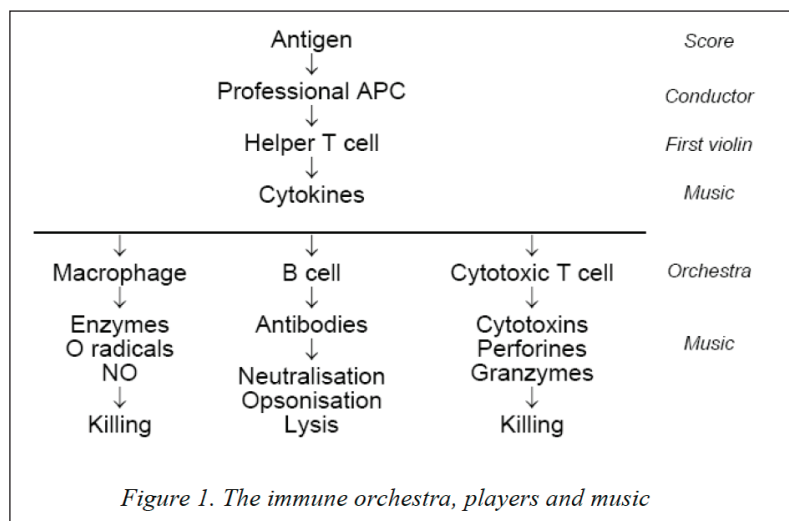 Antigen Score
↓
Professional APC Conductor
↓
Helper T cell First violin
↓
Cytokines Music
↓ ↓ ↓
Macrophage B cell Cytotoxic T cell Orchestra
↓ ↓ ↓
Enzymes Antibodies Cytotoxins
O radicals ↓ Perforines Music
NO Neutralisation Granzymes
↓ Opsonisation ↓
Killing Lysis Killing
Figure 1. The immune orchestra, players and music